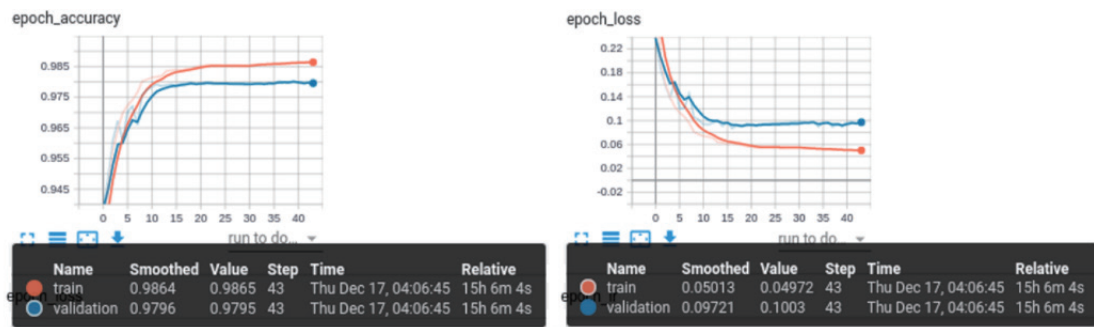 epoch_accuracy
0.985
0.975
0.965
0.955
0.945
0 5 10 15 20 25 30 35 40
run to do...
Name Smoothed Value Step Time Relative
train 0.9864 0.9865 43 Thu Dec 17, 04:06:45 15h 6m 4s
validation 0.9796 0.9795 43 Thu Dec 17, 04:06:45 15h 6m 4s
epoch_loss
epoch_loss
0.22
0.18
0.14
0.1
0.06
0.02
-0.02
0 5 10 15 20 25 30 35 40
run to do...
Name Smoothed Value Step Time Relative
train 0.05013 0.04972 43 Thu Dec 17, 04:06:45 15h 6m 4s
validation 0.09721 0.1003 43 Thu Dec 17, 04:06:45 15h 6m 4s